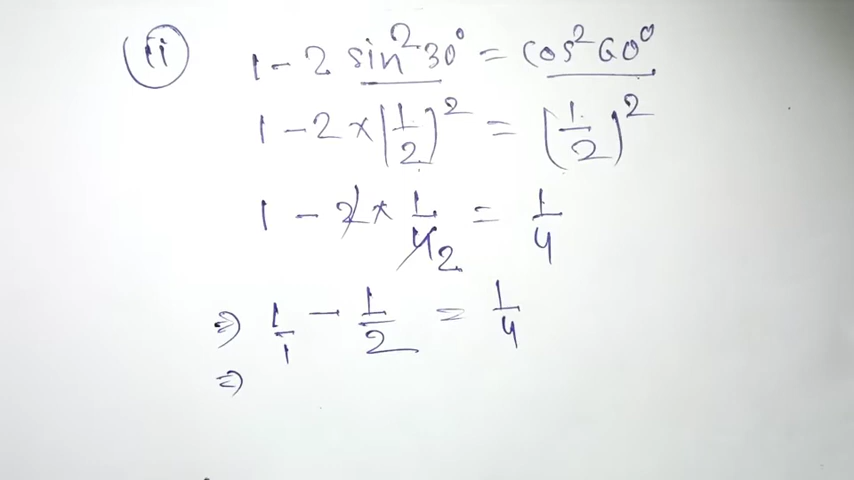 (ii) 1 - 2 sin²30° = cos²60°
1 - 2 × (1/2)² = (1/2)²
1 - 2 × 1/4 2 = 1/4
⇒ 1/1 - 1/2 = 1/4
⇒